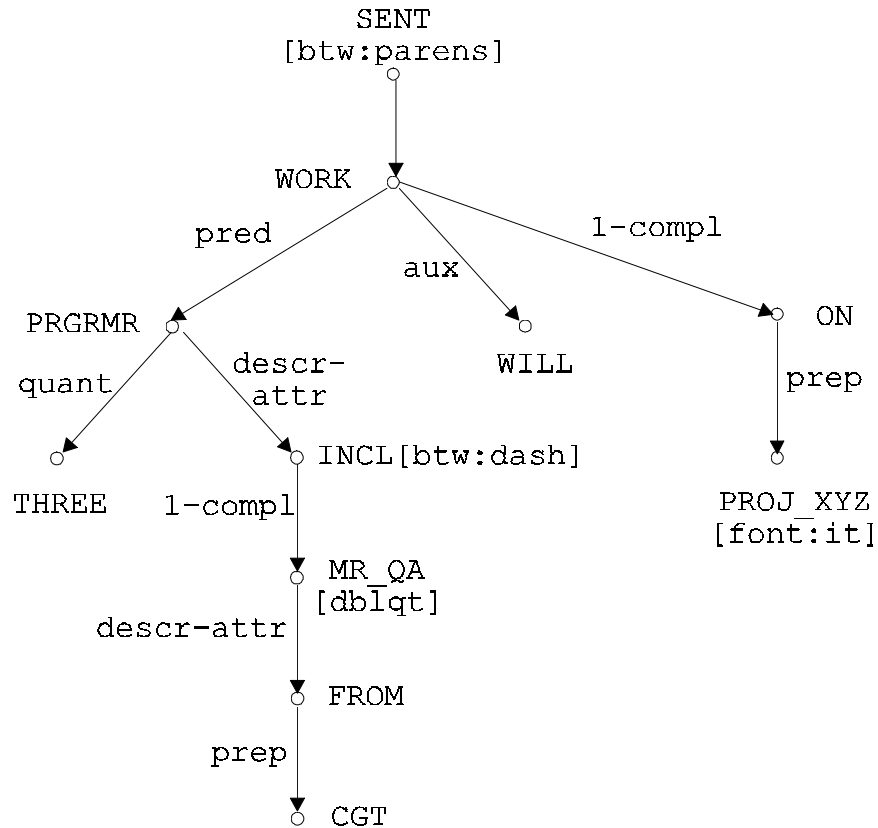 SENT
[btw:parens]
WORK
pred
aux
1-compl
PRGRMR
WILL
ON
quant
descr-
attr
prep
THREE
INCL[btw:dash]
1-compl
PROJ_XYZ
[font:it]
MR_QA
[dblqt]
descr-attr
FROM
prep
CGT